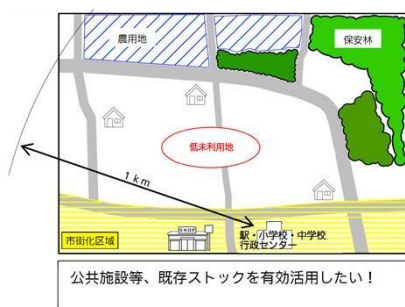 農用地
保安林
低未利用地
1km
SHOP
駅・小学校・中学校
行政センター
市街化区域
公共施設等、既存ストックを有効活用したい！